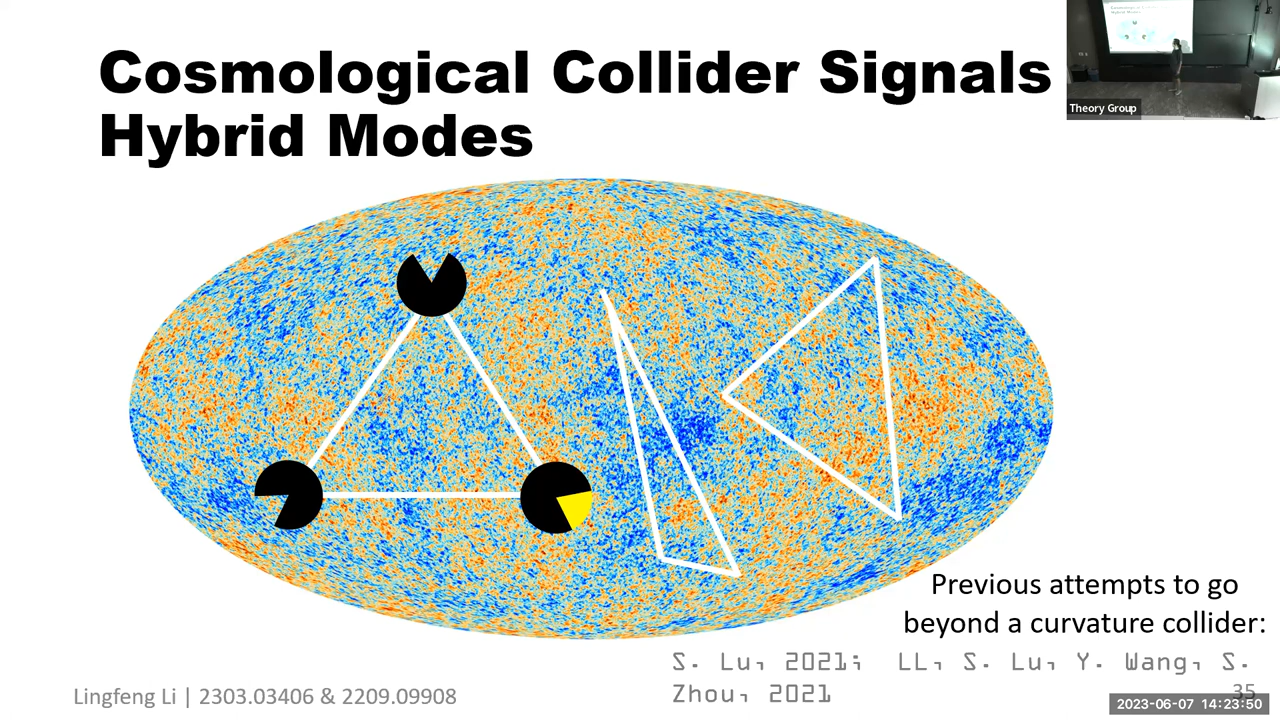 Cosmological Collider Signals
Hybrid Modes
Theory Group
Previous attempts to go
beyond a curvature collider:
S. Lu, 2021; LL, S. Lu, Y. Wang, S.
Zhou, 2021
Lingfeng Li | 2303.03406 & 2209.09908
35
2023-06-07 14:23:50